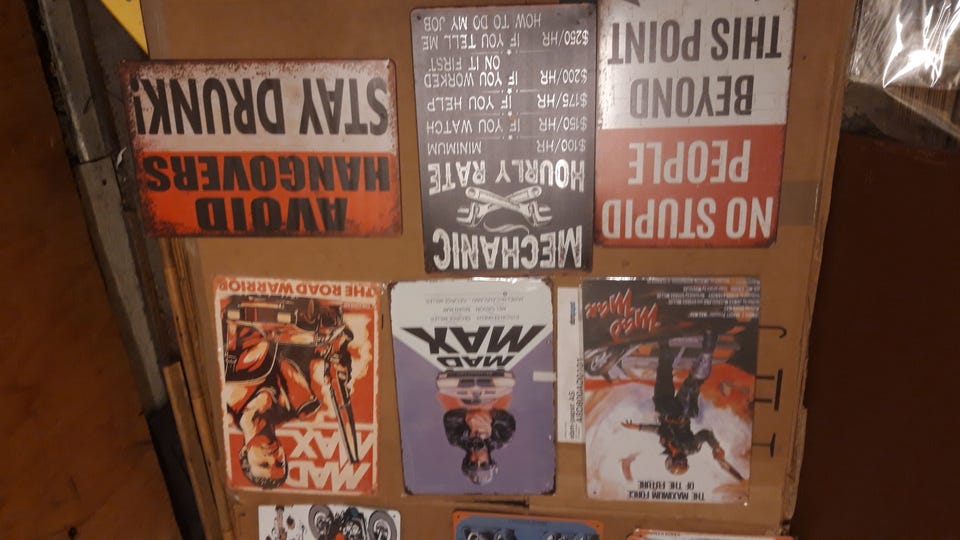 THE MAXIMUM FORCE
OF THE FUTURE
MAD MAX
MAD
MAX
MAD
MAX
THE ROAD WARRIOR
NO STUPID
PEOPLE
BEYOND
THIS POINT
MECHANIC
HOURLY RATE
$100/HR MINIMUM
$150/HR IF YOU WATCH
$175/HR IF YOU HELP
$200/HR IF YOU WORKED
ON IT FIRST
$250/HR IF YOU TELL ME
HOW TO DO MY JOB
AVOID
HANGOVERS
STAY DRUNK!